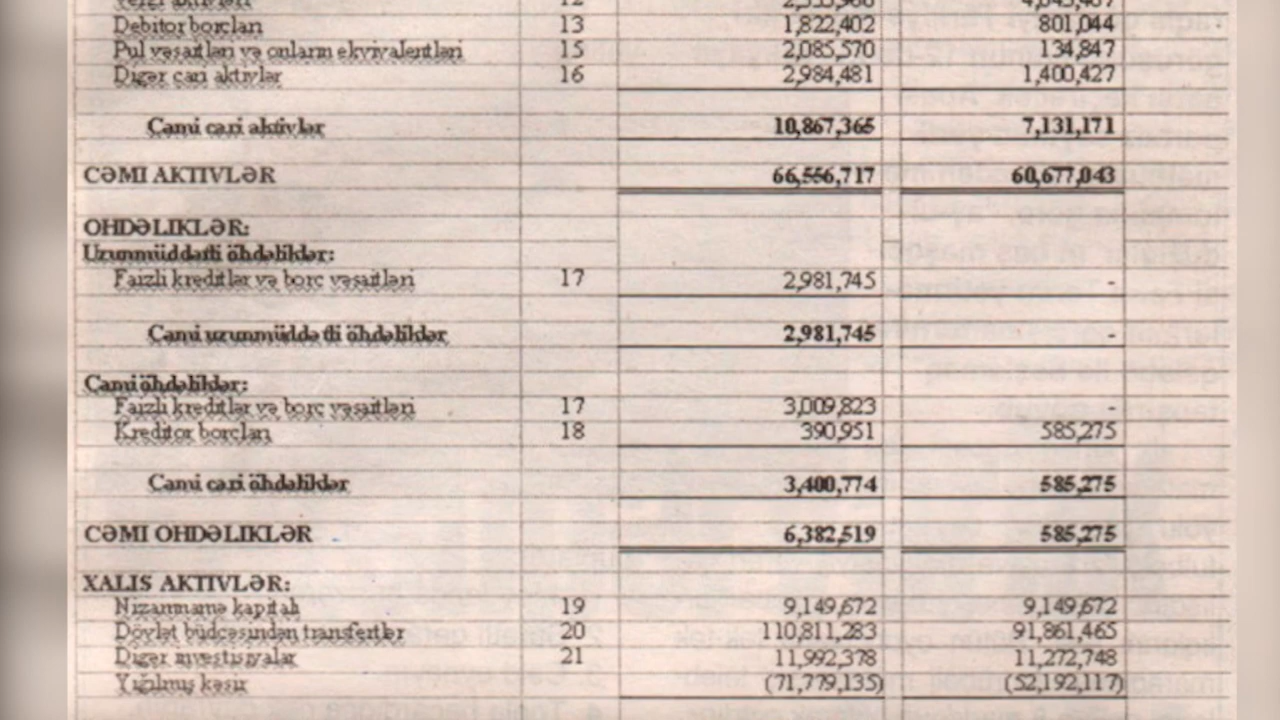 Debitor borcları 13 1,822,402 801,044
Pul vəsaitləri və onların ekvivalentləri 15 2,085,570 134,847
Digər cari aktivlər 16 2,984,481 1,400,427
Cəmi cari aktivlər 10,867,365 7,131,171
CƏMI AKTIVLƏR 66,556,717 60,677,043
OHDƏLIKLƏR:
Uzunmüddətli öhdəliklər:
Faizli kreditlər və borc vəsaitləri 17 2,981,745 -
Cəmi uzunmüddətli öhdəliklər 2,981,745 -
Cəmi öhdəliklər:
Faizli kreditlər və borc vəsaitləri 17 3,009,823 -
Kreditor borcları 18 390,951 585,275
Cəmi cari öhdəliklər 3,400,774 585,275
CƏMI OHDƏLIKLƏR 6,382,519 585,275
XALIS AKTIVLƏR:
Nizamnamə kapitalı 19 9,149,672 9,149,672
Dövlət büdcəsindən transfertlər 20 110,811,283 91,861,465
Digər investisiyalar 21 11,992,378 11,272,748
Yığılmış kəsir (71,779,135) (52,192,117)